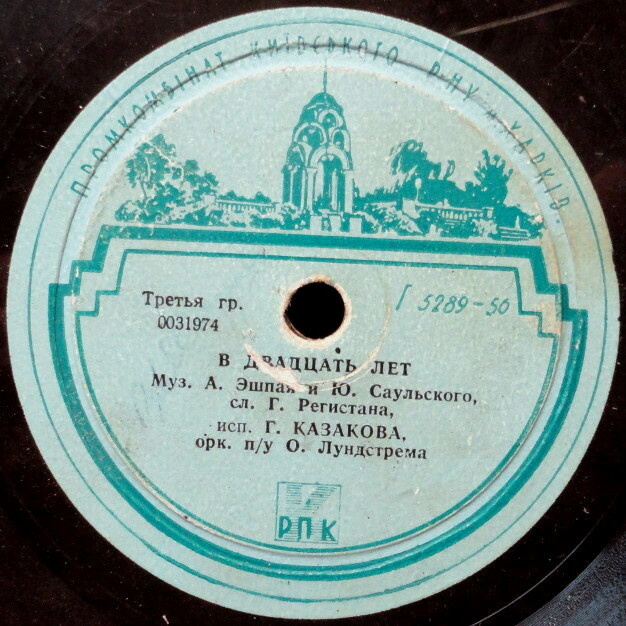 ПРОМКОМБІНАТ КИЇВСЬКОГО РНУ м. ХАРКІВ.
Третья гр.
0031974
Г 5289-50
В ДВАДЦАТЬ ЛЕТ
Муз. А. Эшпая и Ю. Саульского,
сл. Г. Регистана,
исп. Г. КАЗАКОВА,
орк. п/у О. Лундстрема
РПК